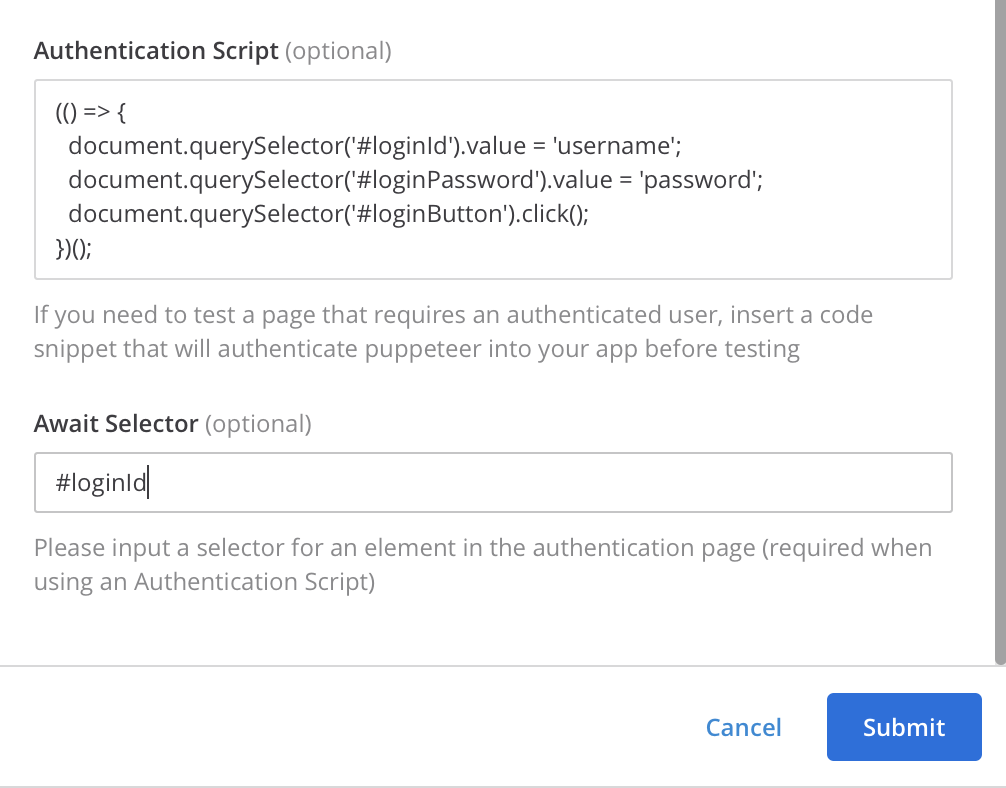 Authentication Script (optional)
(() => {
document.querySelector('#loginId').value = 'username';
document.querySelector('#loginPassword').value = 'password';
document.querySelector('#loginButton').click();
})();
If you need to test a page that requires an authenticated user, insert a code
snippet that will authenticate puppeteer into your app before testing
Await Selector (optional)
#loginId
Please input a selector for an element in the authentication page (required when
using an Authentication Script)
Cancel
Submit